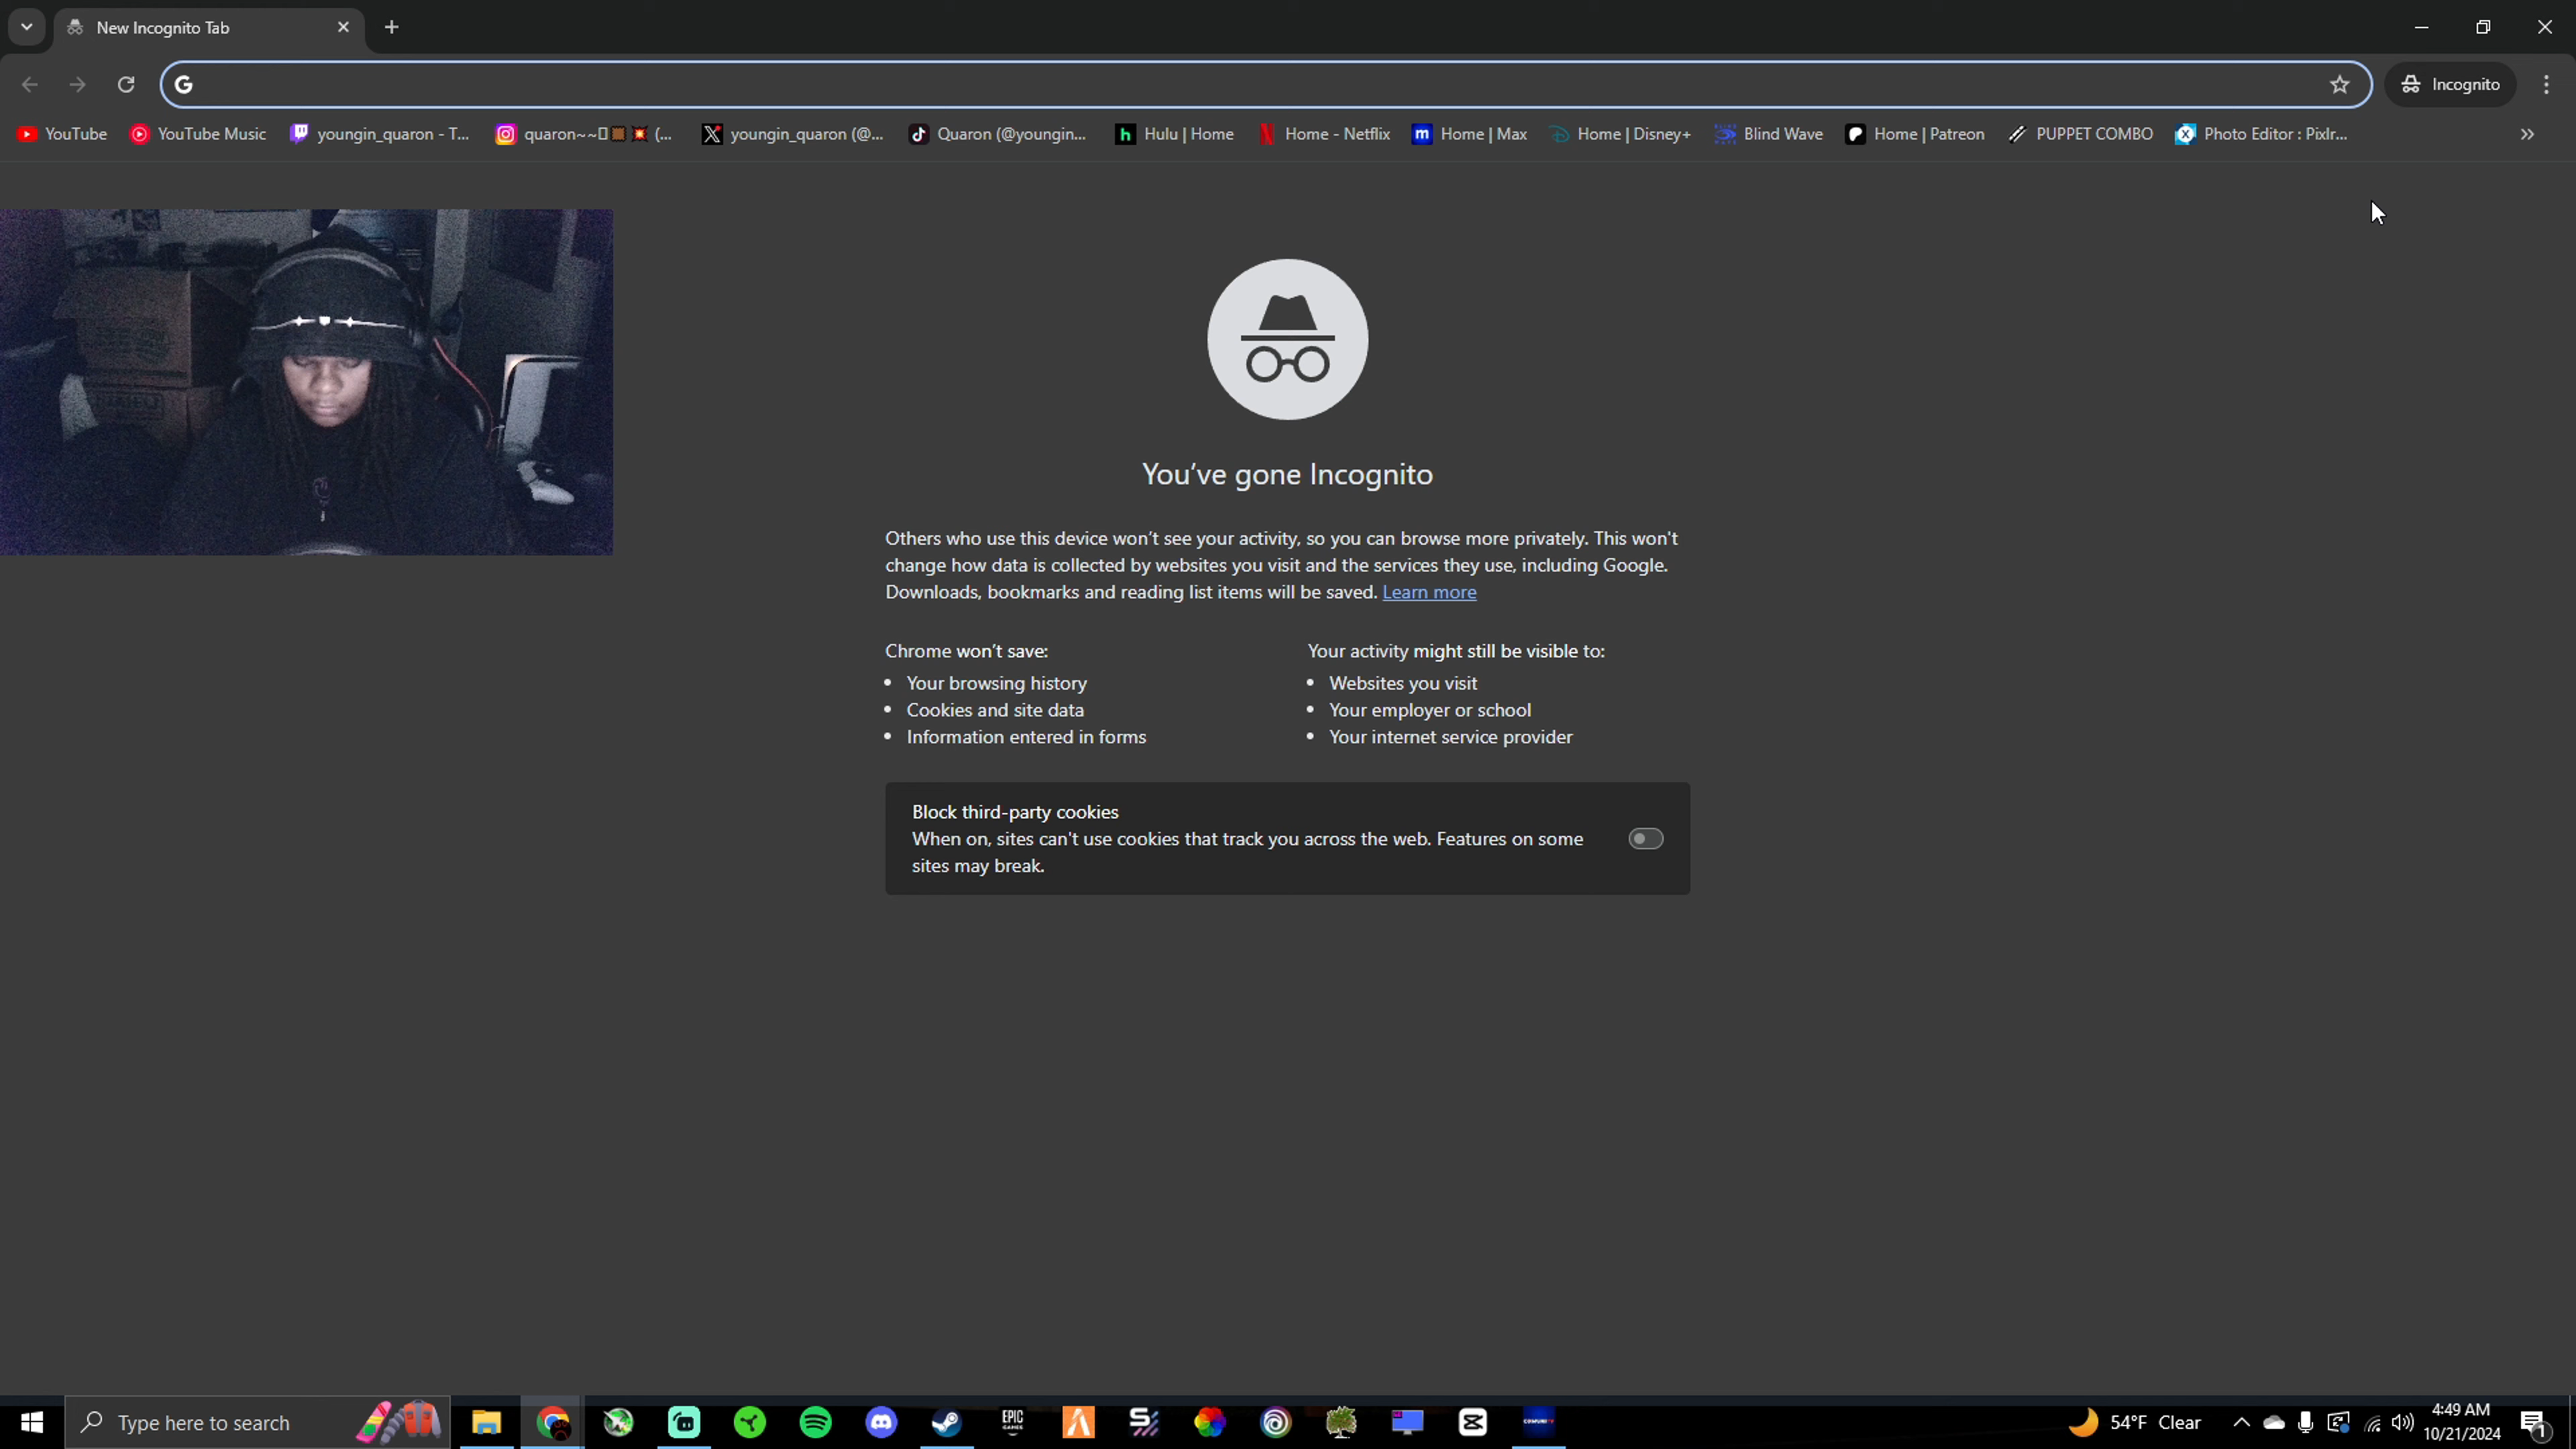 New Incognito Tab
Incognito
YouTube YouTube Music youngin_quaron - T... quaron~~ (... youngin_quaron (@... Quaron (@youngin... Hulu | Home Home - Netflix Home | Max Home | Disney+ Blind Wave Home | Patreon PUPPET COMBO Photo Editor : Pixlr...
You've gone Incognito
Others who use this device won't see your activity, so you can browse more privately. This won't
change how data is collected by websites you visit and the services they use, including Google.
Downloads, bookmarks and reading list items will be saved. Learn more
Chrome won't save:
• Your browsing history
• Cookies and site data
• Information entered in forms
Your activity might still be visible to:
• Websites you visit
• Your employer or school
• Your internet service provider
Block third-party cookies
When on, sites can't use cookies that track you across the web. Features on some
sites may break.
Type here to search
EPIC
GAMES
54°F Clear
4:49 AM
10/21/2024
1